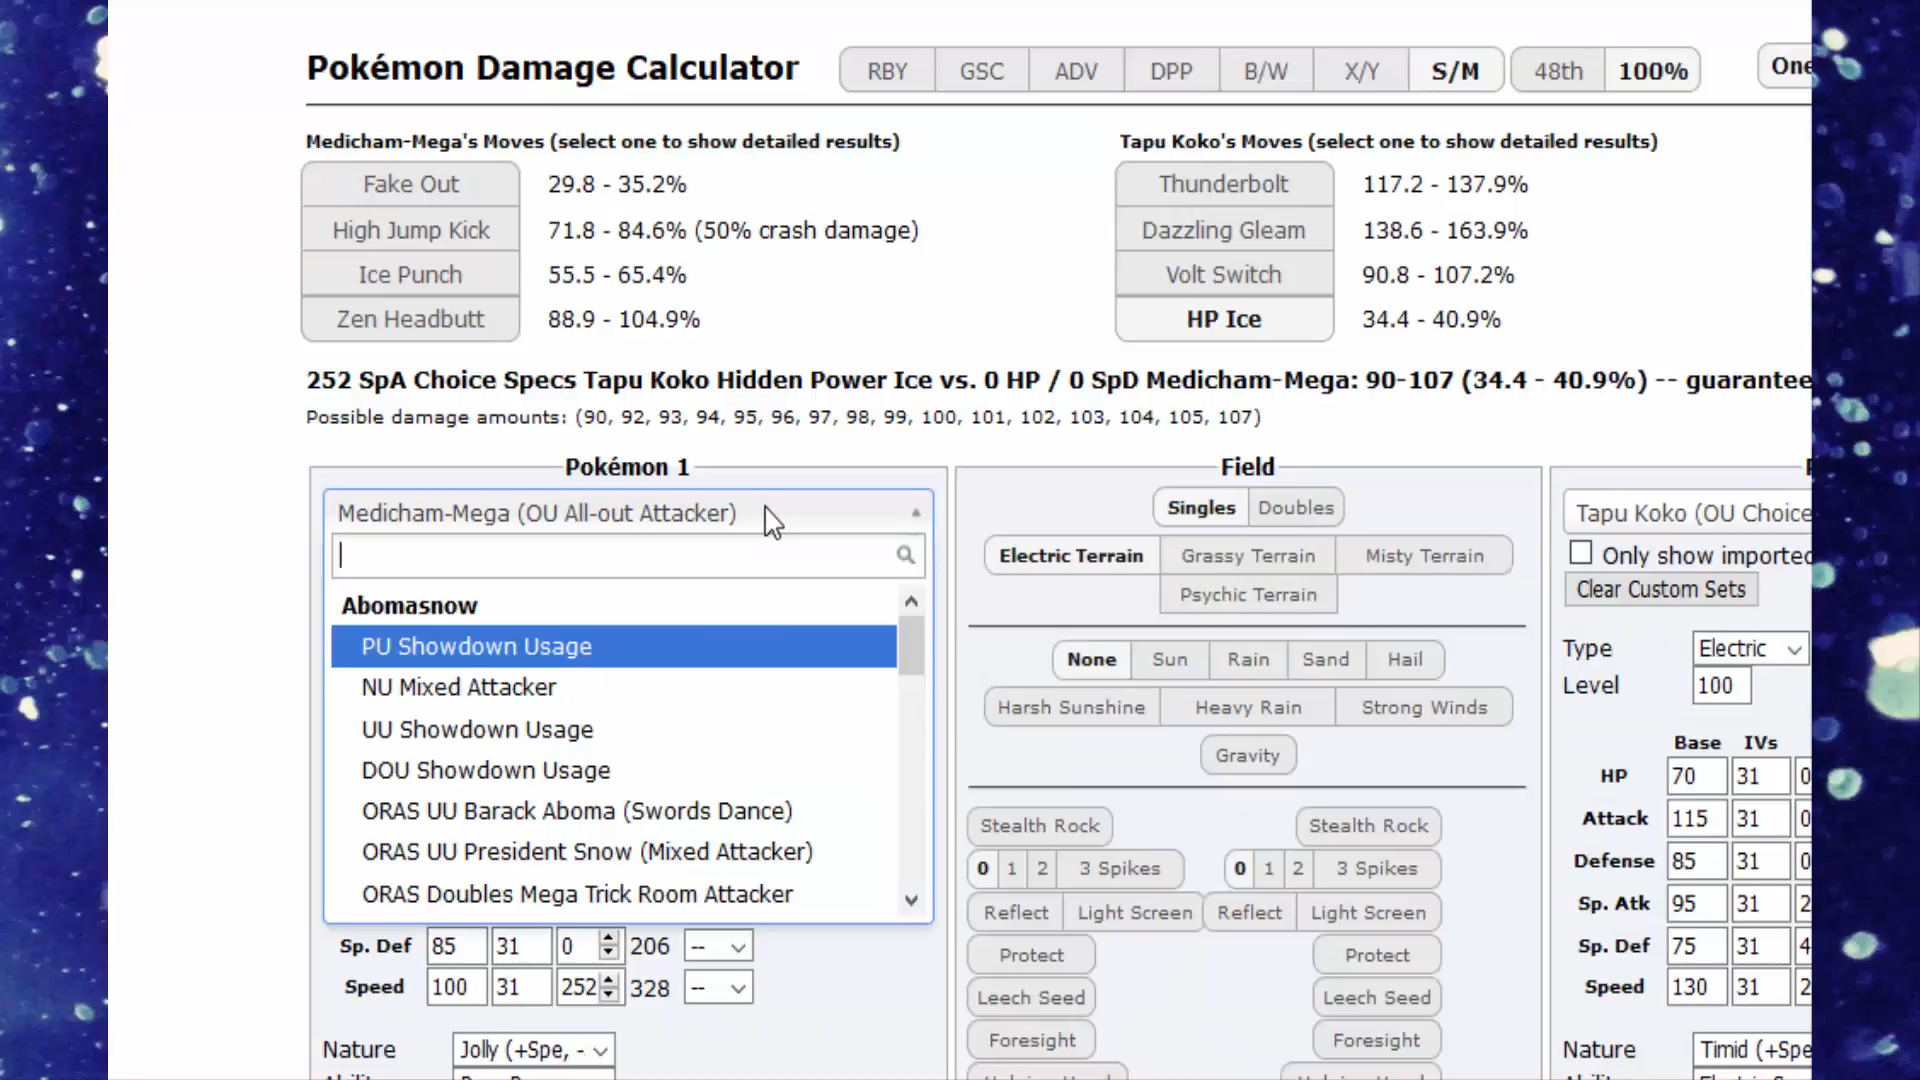 Pokémon Damage Calculator RBY GSC ADV DPP B/W X/Y S/M 48th 100% One
Medicham-Mega's Moves (select one to show detailed results)
Fake Out 29.8 - 35.2%
High Jump Kick 71.8 - 84.6% (50% crash damage)
Ice Punch 55.5 - 65.4%
Zen Headbutt 88.9 - 104.9%
Tapu Koko's Moves (select one to show detailed results)
Thunderbolt 117.2 - 137.9%
Dazzling Gleam 138.6 - 163.9%
Volt Switch 90.8 - 107.2%
HP Ice 34.4 - 40.9%
252 SpA Choice Specs Tapu Koko Hidden Power Ice vs. 0 HP / 0 SpD Medicham-Mega: 90-107 (34.4 - 40.9%) -- guarantee
Possible damage amounts: (90, 92, 93, 94, 95, 96, 97, 98, 99, 100, 101, 102, 103, 104, 105, 107)
Pokémon 1
Medicham-Mega (OU All-out Attacker)
Abomasnow
PU Showdown Usage
NU Mixed Attacker
UU Showdown Usage
DOU Showdown Usage
ORAS UU Barack Aboma (Swords Dance)
ORAS UU President Snow (Mixed Attacker)
ORAS Doubles Mega Trick Room Attacker
Sp. Def 85 31 0 206 --
Speed 100 31 252 328 --
Nature Jolly (+Spe, -
Field
Singles Doubles
Electric Terrain Grassy Terrain Misty Terrain
Psychic Terrain
None Sun Rain Sand Hail
Harsh Sunshine Heavy Rain Strong Winds
Gravity
Stealth Rock Stealth Rock
0 1 2 3 Spikes 0 1 2 3 Spikes
Reflect Light Screen Reflect Light Screen
Protect Protect
Leech Seed Leech Seed
Foresight Foresight
Tapu Koko (OU Choice
Only show imported
Clear Custom Sets
Type Electric
Level 100
Base IVs
HP 70 31 0
Attack 115 31 0
Defense 85 31 0
Sp. Atk 95 31 2
Sp. Def 75 31 4
Speed 130 31 2
Nature Timid (+Spe